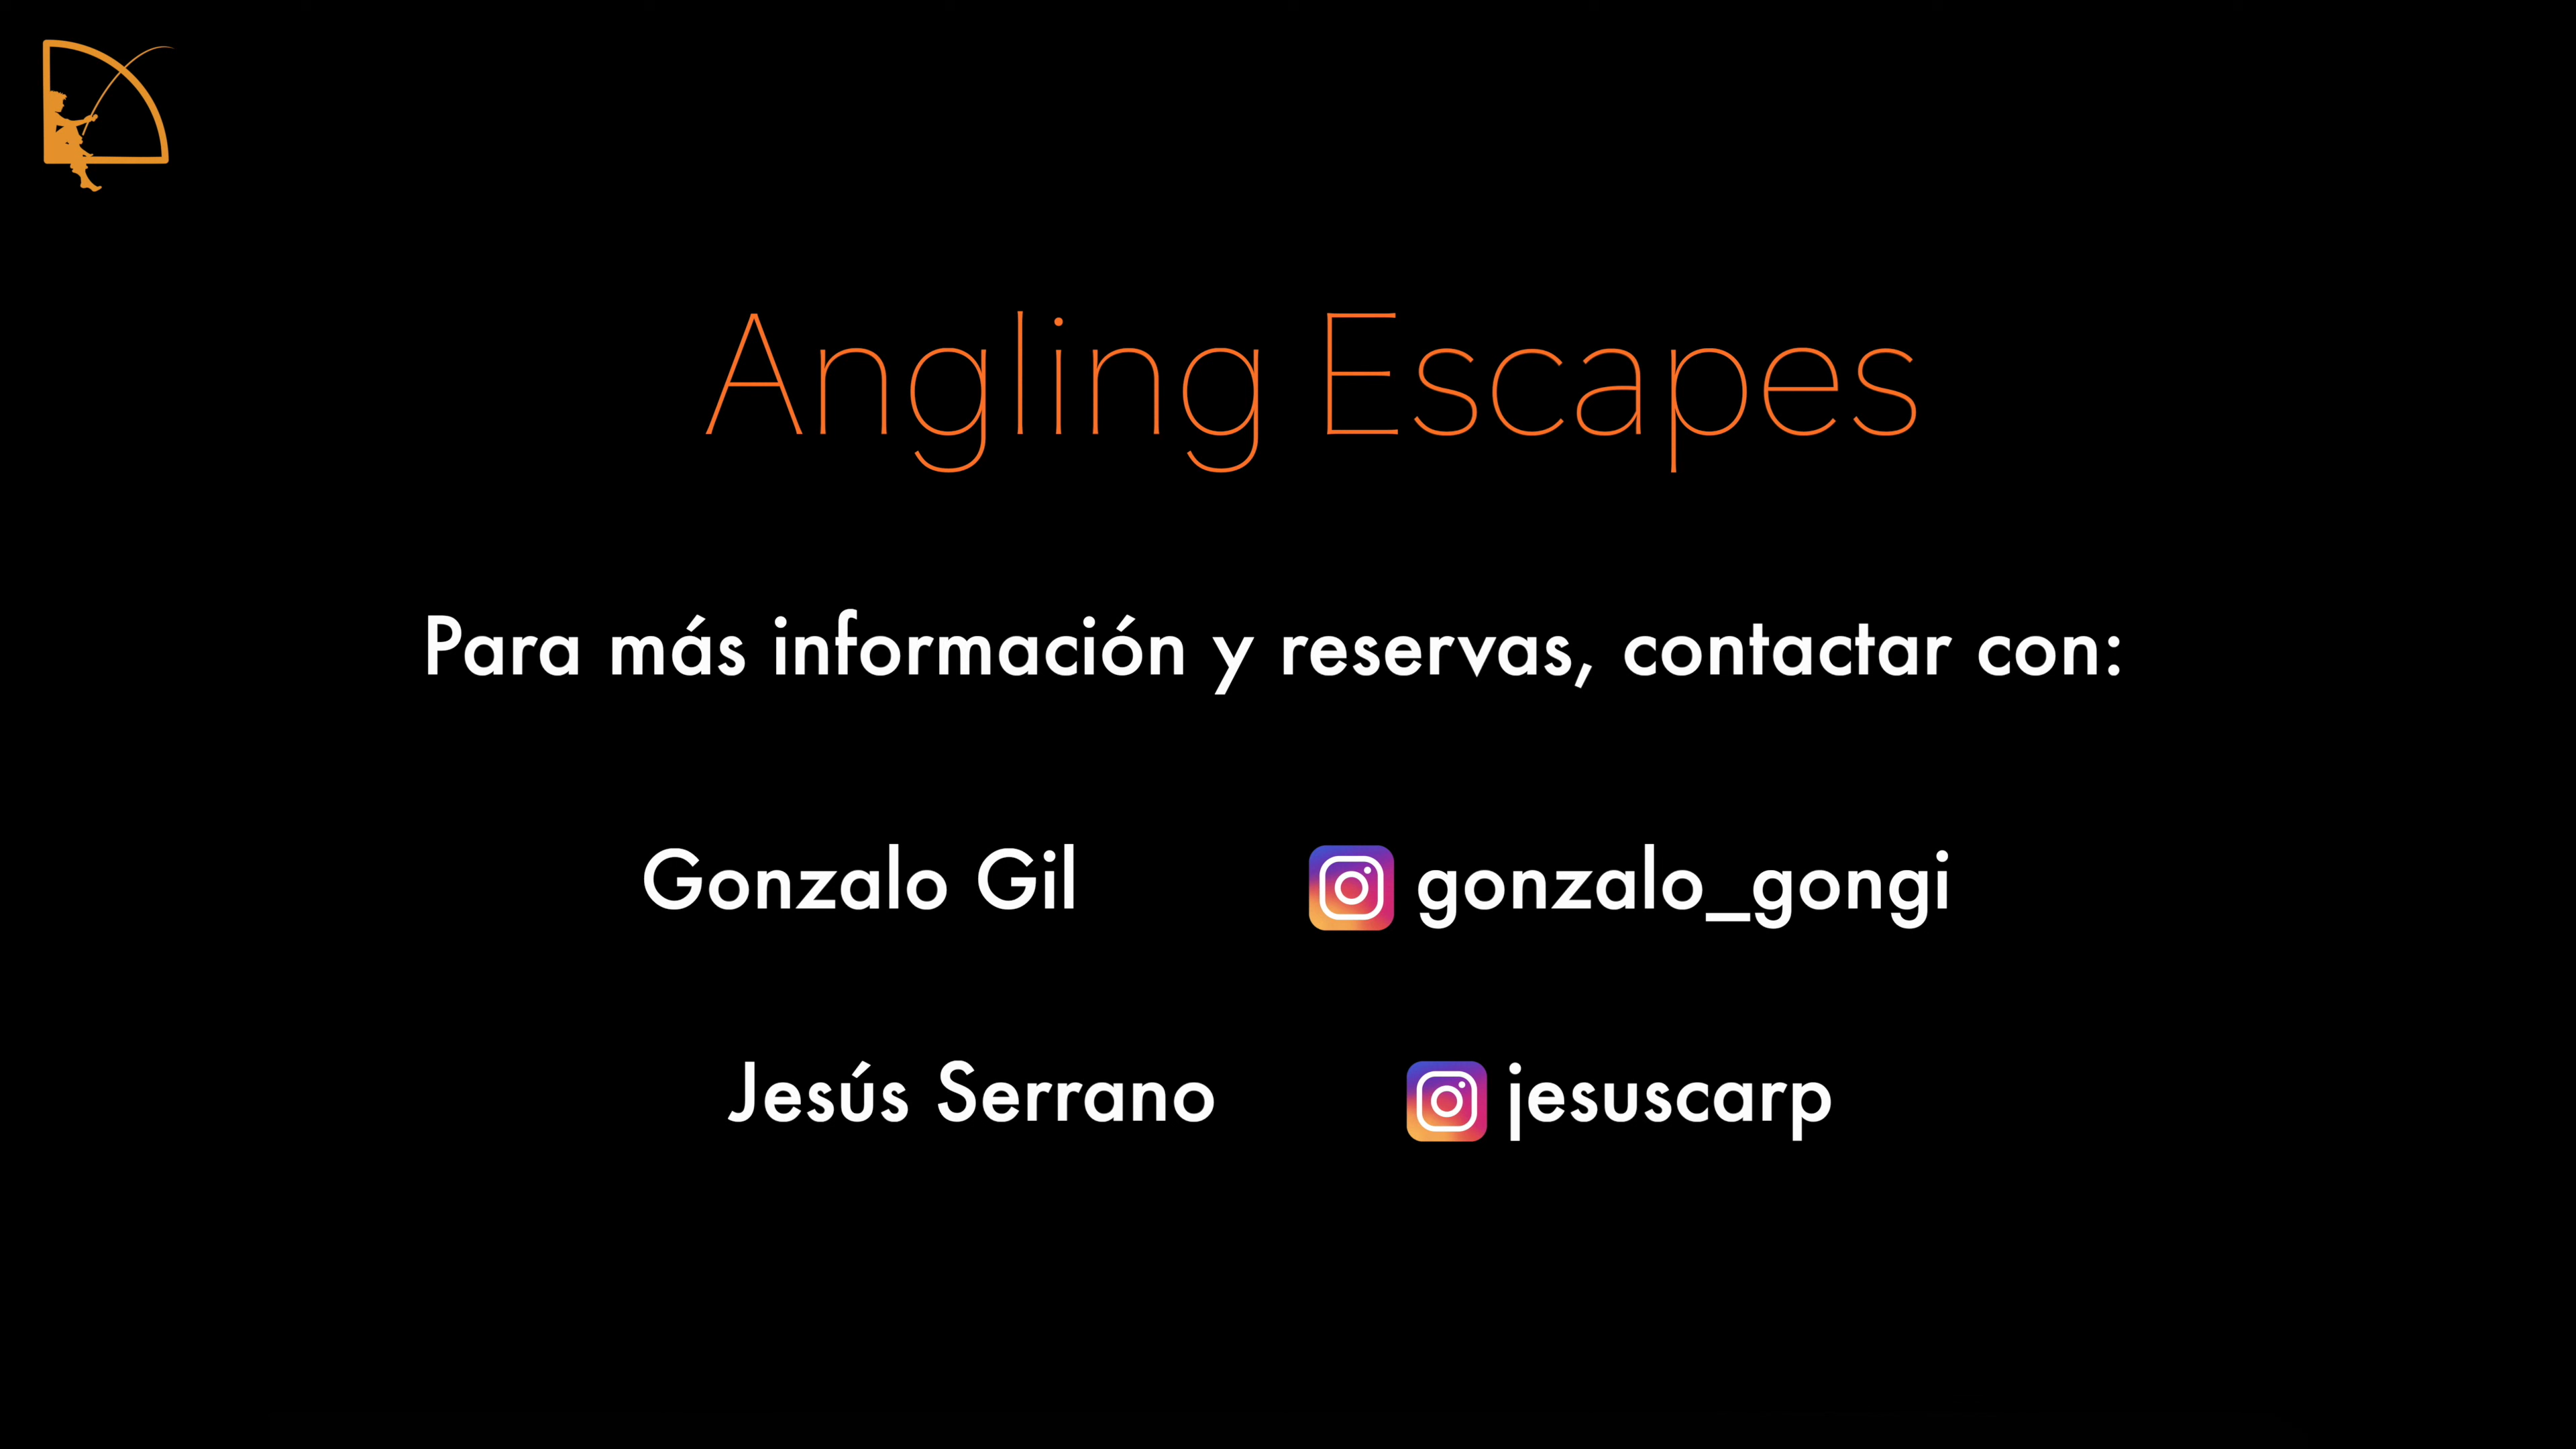 Angling Escapes
Para más información y reservas, contactar con:
Gonzalo Gil gonzalo_gongi
Jesús Serrano jesuscarp